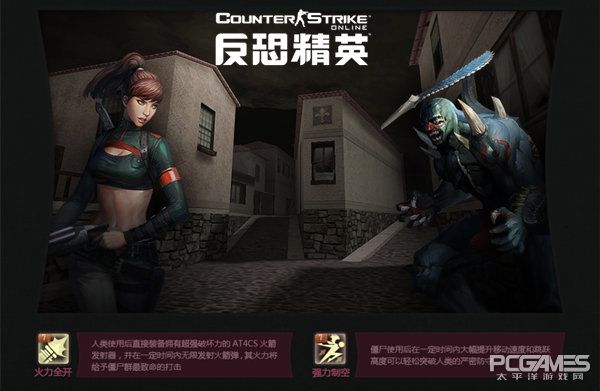 COUNTER STRIKE
ONLINE
反恐精英
人类使用后直接装备拥有超强破坏力的 AT4CS 火箭
发射器,并在一定时间内无限发射火箭弹,其火力将
给予僵尸群最致命的打击
火力全开
僵尸使用后在一定时间内大幅提升移动速度和跳跃
高度可以轻松突破人类的严密防
强力制空
PCGAMES
太平洋游戏网